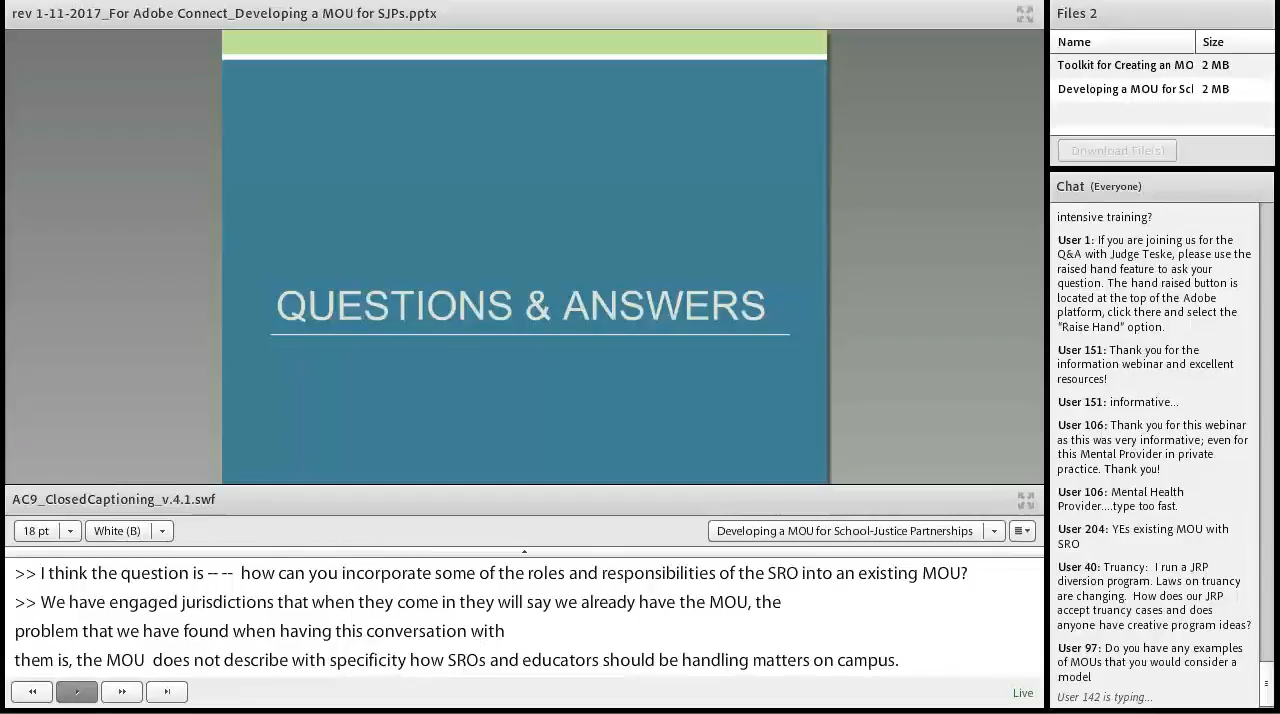 rev 1-11-2017_For Adobe Connect_Developing a MOU for SJPs.pptx
QUESTIONS & ANSWERS
AC9_ClosedCaptioning_v.4.1.swf
18 pt
White (B)
Developing a MOU for School-Justice Partnerships
>> I think the question is -- -- how can you incorporate some of the roles and responsibilities of the SRO into an existing MOU?
>> We have engaged jurisdictions that when they come in they will say we already have the MOU, the
problem that we have found when having this conversation with
them is, the MOU does not describe with specificity how SROs and educators should be handling matters on campus.
Live
Files 2
Name Size
Toolkit for Creating an MO 2 MB
Developing a MOU for Scl 2 MB
Download File(s)
Chat (Everyone)
intensive training?
User 1: If you are joining us for the
Q&A with Judge Teske, please use the
raised hand feature to ask your
question. The hand raised button is
located at the top of the Adobe
platform, click there and select the
"Raise Hand" option.
User 151: Thank you for the
information webinar and excellent
resources!
User 151: informative...
User 106: Thank you for this webinar
as this was very informative; even for
this Mental Provider in private
practice. Thank you!
User 106: Mental Health
Provider....type too fast.
User 204: YEs existing MOU with
SRO
User 40: Truancy: I run a JRP
diversion program. Laws on truancy
are changing. How does our JRP
accept truancy cases and does
anyone have creative program ideas?
User 97: Do you have any examples
of MOUs that you would consider a
model
User 142 is typing...